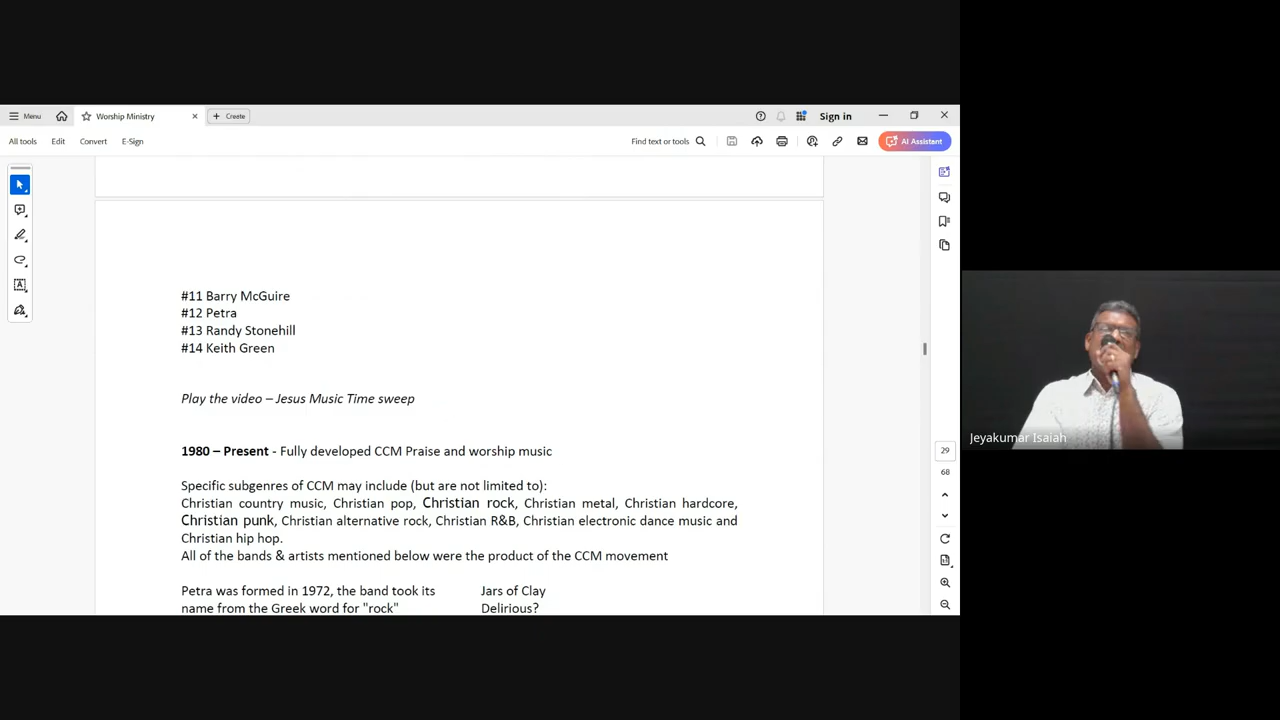 Menu
Worship Ministry
Create
Sign in
All tools
Edit
Convert
E-Sign
Find text or tools
AI Assistant
#11 Barry McGuire
#12 Petra
#13 Randy Stonehill
#14 Keith Green
Play the video – Jesus Music Time sweep
1980 – Present - Fully developed CCM Praise and worship music
Specific subgenres of CCM may include (but are not limited to):
Christian country music, Christian pop, Christian rock, Christian metal, Christian hardcore,
Christian punk, Christian alternative rock, Christian R&B, Christian electronic dance music and
Christian hip hop.
All of the bands & artists mentioned below were the product of the CCM movement
Petra was formed in 1972, the band took its
name from the Greek word for "rock"
Jars of Clay
Delirious?
29
68
Jeyakumar Isaiah